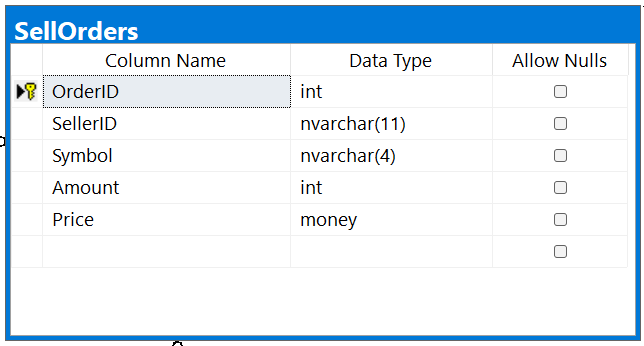 SellOrders
Column Name Data Type Allow Nulls
OrderID int
SellerID nvarchar(11)
Symbol nvarchar(4)
Amount int
Price money